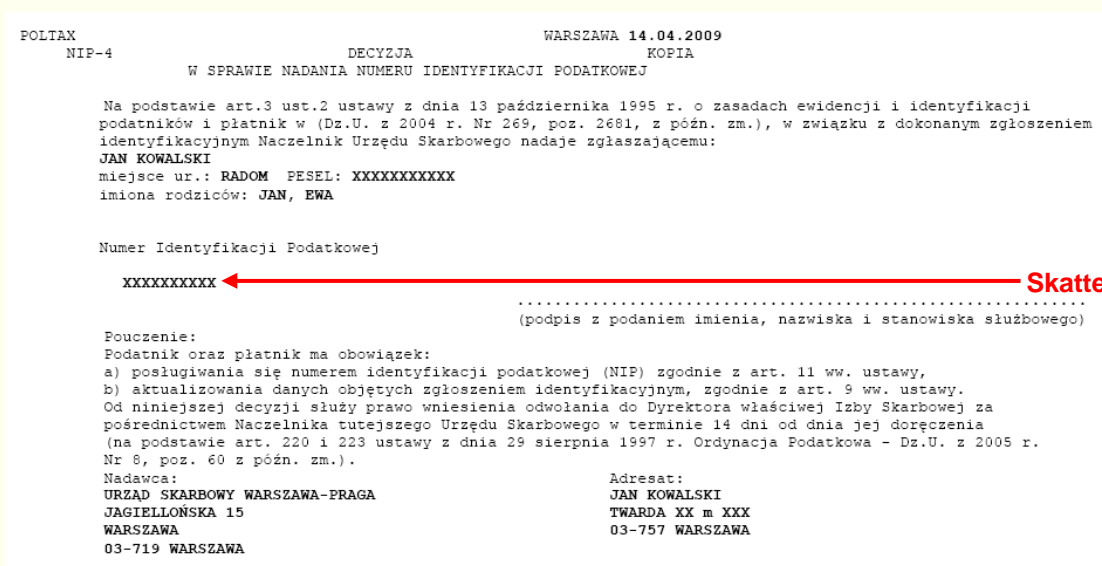 POLTAX WARSZAWA 14.04.2009
NIP-4 DECYZJA KOPIA
W SPRAWIE NADANIA NUMERU IDENTYFIKACJI PODATKOWEJ
Na podstawie art.3 ust.2 ustawy z dnia 13 października 1995 r. o zasadach ewidencji i identyfikacji
podatników i płatnik w (Dz.U. z 2004 r. Nr 269, poz. 2681, z późn. zm.), w związku z dokonanym zgłoszeniem
identyfikacyjnym Naczelnik Urzędu Skarbowego nadaje zgłaszającemu:
JAN KOWALSKI
miejsce ur.: RADOM PESEL: XXXXXXXXXXX
imiona rodziców: JAN, EWA
Numer Identyfikacji Podatkowej
XXXXXXXXXX Skatte
.............................................................
(podpis z podaniem imienia, nazwiska i stanowiska służbowego)
Pouczenie:
Podatnik oraz płatnik ma obowiązek:
a) posługiwania się numerem identyfikacji podatkowej (NIP) zgodnie z art. 11 ww. ustawy,
b) aktualizowania danych objętych zgłoszeniem identyfikacyjnym, zgodnie z art. 9 ww. ustawy.
Od niniejszej decyzji służy prawo wniesienia odwołania do Dyrektora właściwej Izby Skarbowej za
pośrednictwem Naczelnika tutejszego Urzędu Skarbowego w terminie 14 dni od dnia jej doręczenia
(na podstawie art. 220 i 223 ustawy z dnia 29 sierpnia 1997 r. Ordynacja Podatkowa - Dz.U. z 2005 r.
Nr 8, poz. 60 z późn. zm.).
Nadawca: Adresat:
URZĄD SKARBOWY WARSZAWA-PRAGA JAN KOWALSKI
JAGIELLOŃSKA 15 TWARDA XX m XXX
WARSZAWA 03-757 WARSZAWA
03-719 WARSZAWA